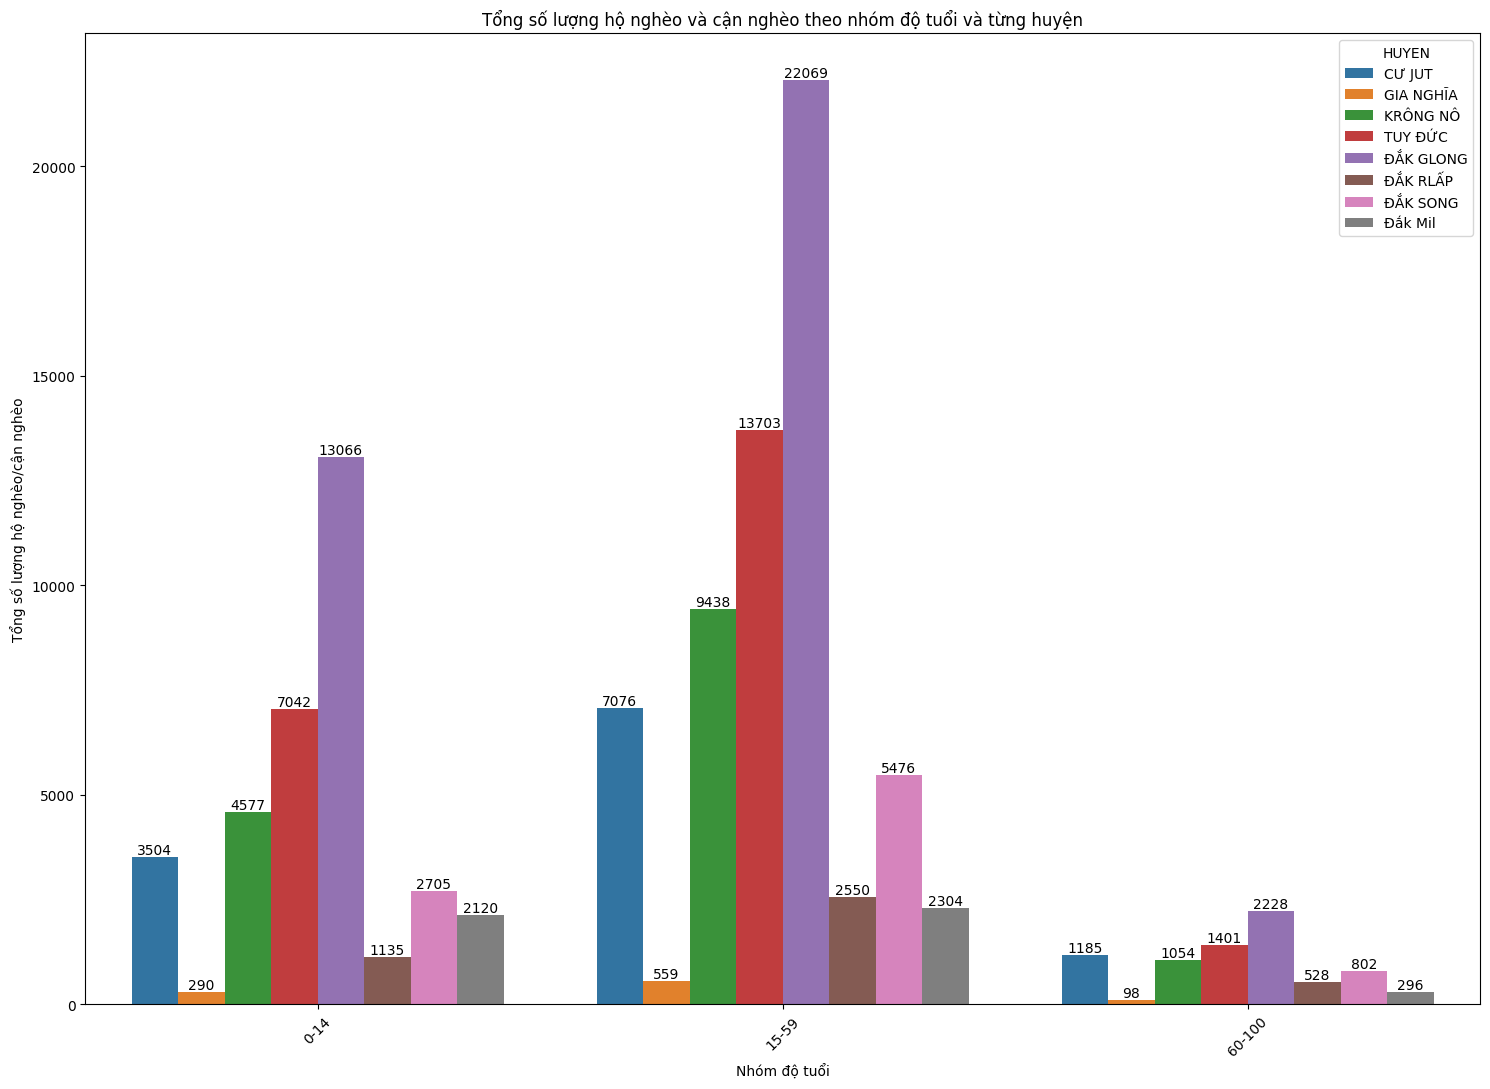 Tổng số lượng hộ nghèo và cận nghèo theo nhóm độ tuổi và từng huyện
HUYEN
CƯ JUT
GIA NGHĨA
KRÔNG NÔ
TUY ĐỨC
ĐẮK GLONG
ĐẮK RLẤP
ĐẮK SONG
Đắk Mil
Tổng số lượng hộ nghèo/cận nghèo
20000
15000
10000
5000
0
3504
290
4577
7042
13066
1135
2705
2120
7076
559
9438
13703
22069
2550
5476
2304
1185
98
1054
1401
2228
528
802
296
0-14
15-59
60-100
Nhóm độ tuổi